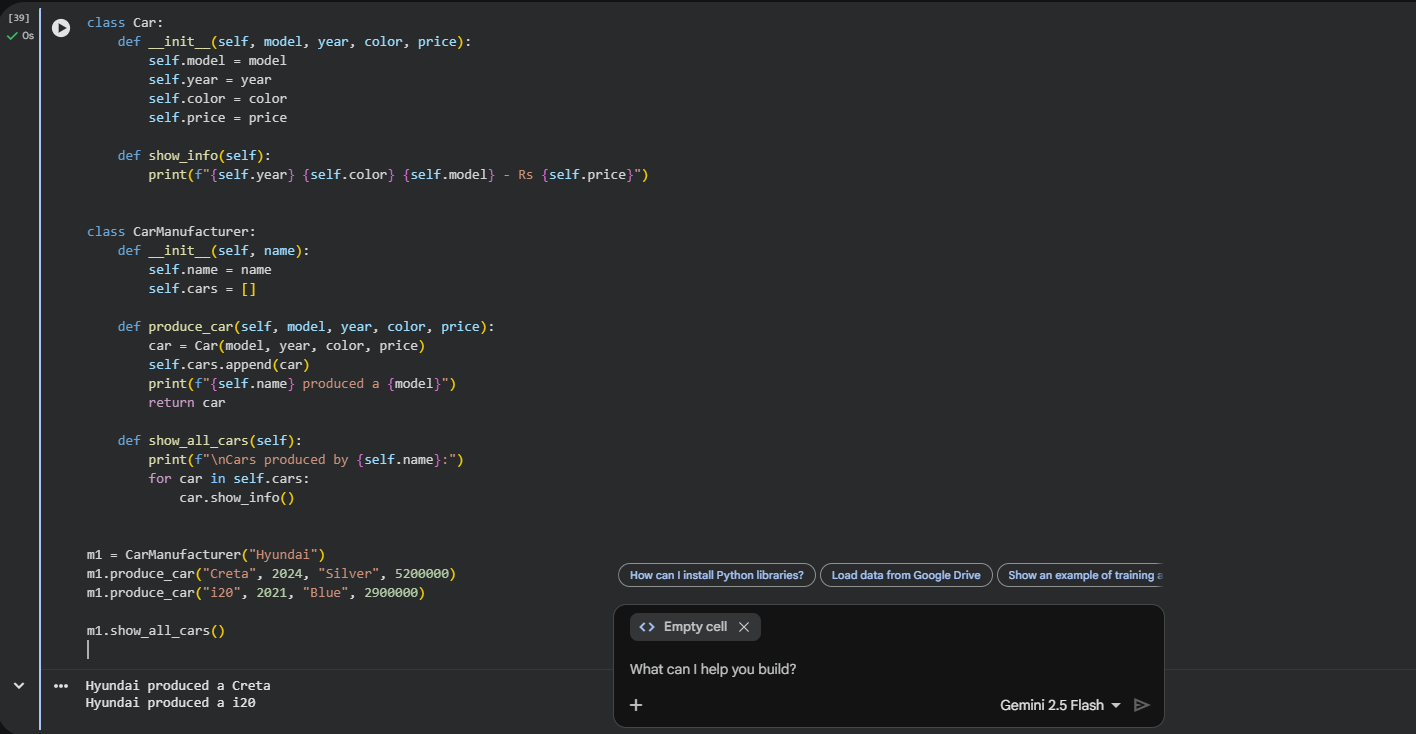 [39]
0s
class Car:
    def __init__(self, model, year, color, price):
        self.model = model
        self.year = year
        self.color = color
        self.price = price

    def show_info(self):
        print(f"{self.year} {self.color} {self.model} - Rs {self.price}")


class CarManufacturer:
    def __init__(self, name):
        self.name = name
        self.cars = []

    def produce_car(self, model, year, color, price):
        car = Car(model, year, color, price)
        self.cars.append(car)
        print(f"{self.name} produced a {model}")
        return car

    def show_all_cars(self):
        print(f"\nCars produced by {self.name}:")
        for car in self.cars:
            car.show_info()


m1 = CarManufacturer("Hyundai")
m1.produce_car("Creta", 2024, "Silver", 5200000)
m1.produce_car("i20", 2021, "Blue", 2900000)

m1.show_all_cars()
Hyundai produced a Creta
Hyundai produced a i20
How can I install Python libraries?
Load data from Google Drive
Show an example of training
Empty cell
What can I help you build?
Gemini 2.5 Flash